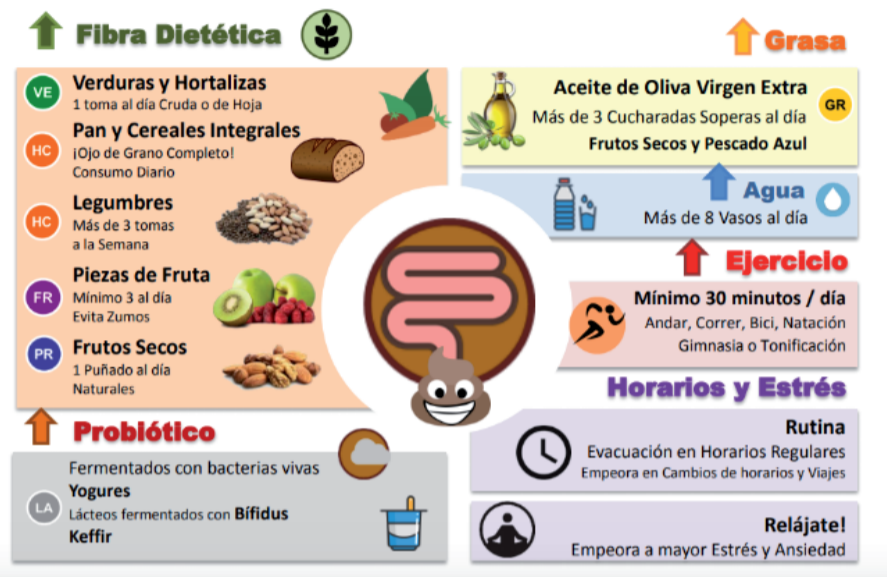 Fibra Dietética
VE
Verduras y Hortalizas
1 toma al día Cruda o de Hoja
HC
Pan y Cereales Integrales
¡Ojo de Grano Completo!
Consumo Diario
HC
Legumbres
Más de 3 tomas
a la Semana
FR
Piezas de Fruta
Mínimo 3 al día
Evita Zumos
PR
Frutos Secos
1 Puñado al día
Naturales
Probiótico
Fermentados con bacterias vivas
Yogures
LA
Lácteos fermentados con Bífidus
Keffir
Grasa
Aceite de Oliva Virgen Extra
GR
Más de 3 Cucharadas Soperas al día
Frutos Secos y Pescado Azul
Agua
Más de 8 Vasos al día
Ejercicio
Mínimo 30 minutos / día
Andar, Correr, Bici, Natación
Gimnasia o Tonificación
Horarios y Estrés
Rutina
Evacuación en Horarios Regulares
Empeora en Cambios de horarios y Viajes
Relájate!
Empeora a mayor Estrés y Ansiedad